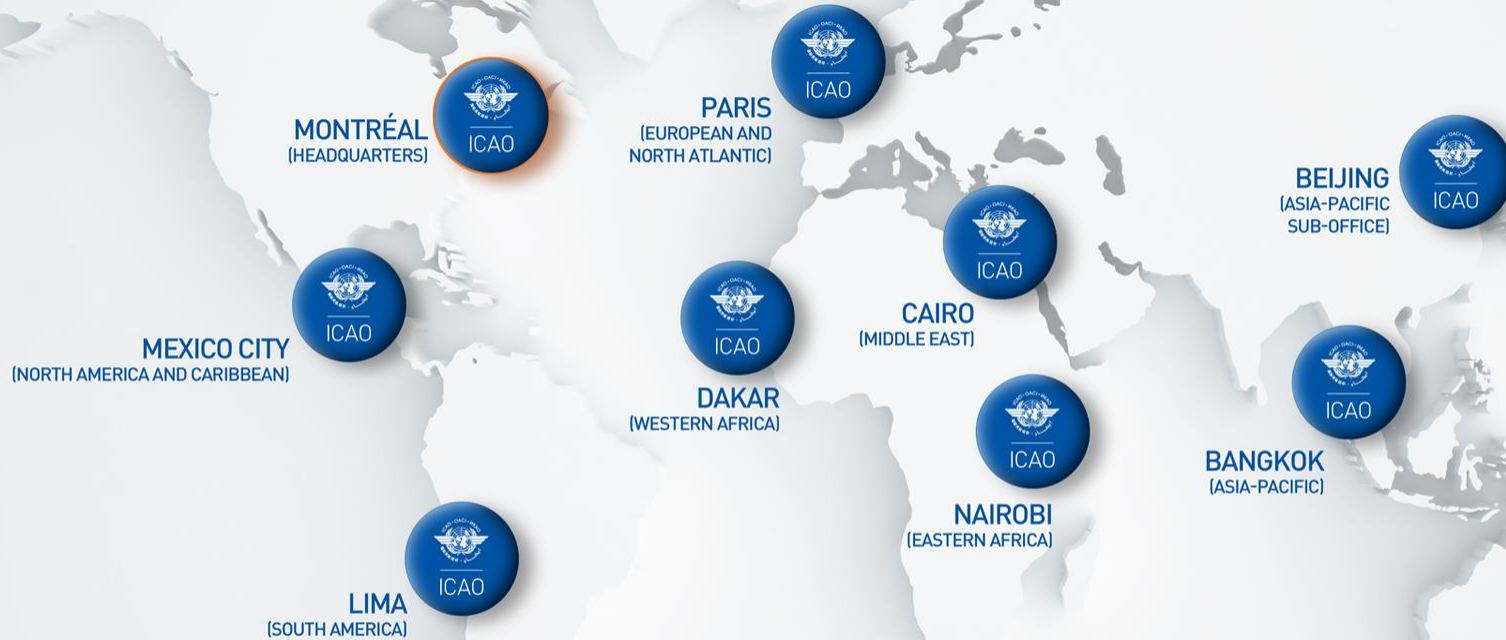 ICAO
MONTRÉAL
(HEADQUARTERS)
ICAO
PARIS
(EUROPEAN AND
NORTH ATLANTIC)
ICAO
BEIJING
(ASIA-PACIFIC
SUB-OFFICE)
ICAO
MEXICO CITY
(NORTH AMERICA AND CARIBBEAN)
ICAO
DAKAR
(WESTERN AFRICA)
ICAO
CAIRO
(MIDDLE EAST)
ICAO
NAIROBI
(EASTERN AFRICA)
ICAO
BANGKOK
(ASIA-PACIFIC)
ICAO
LIMA
(SOUTH AMERICA)